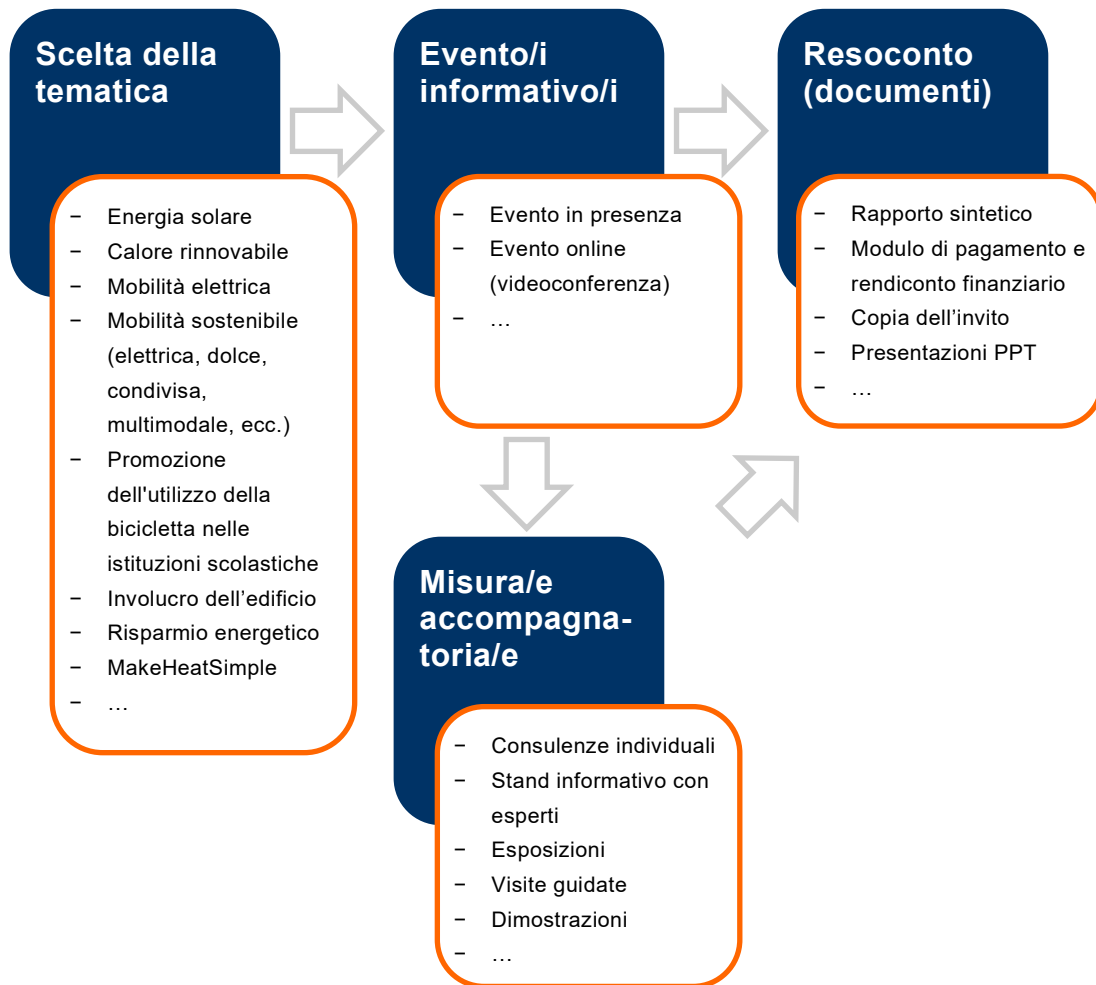 Scelta della
tematica
− Energia solare
− Calore rinnovabile
− Mobilità elettrica
− Mobilità sostenibile
(elettrica, dolce,
condivisa,
multimodale, ecc.)
− Promozione
dell'utilizzo della
bicicletta nelle
istituzioni scolastiche
− Involucro dell’edificio
− Risparmio energetico
− MakeHeatSimple
− …
Evento/i
informativo/i
− Evento in presenza
− Evento online
(videoconferenza)
− …
Misura/e
accompagna-
toria/e
− Consulenze individuali
− Stand informativo con
esperti
− Esposizioni
− Visite guidate
− Dimostrazioni
− …
Resoconto
(documenti)
− Rapporto sintetico
− Modulo di pagamento e
rendiconto finanziario
− Copia dell’invito
− Presentazioni PPT
− …